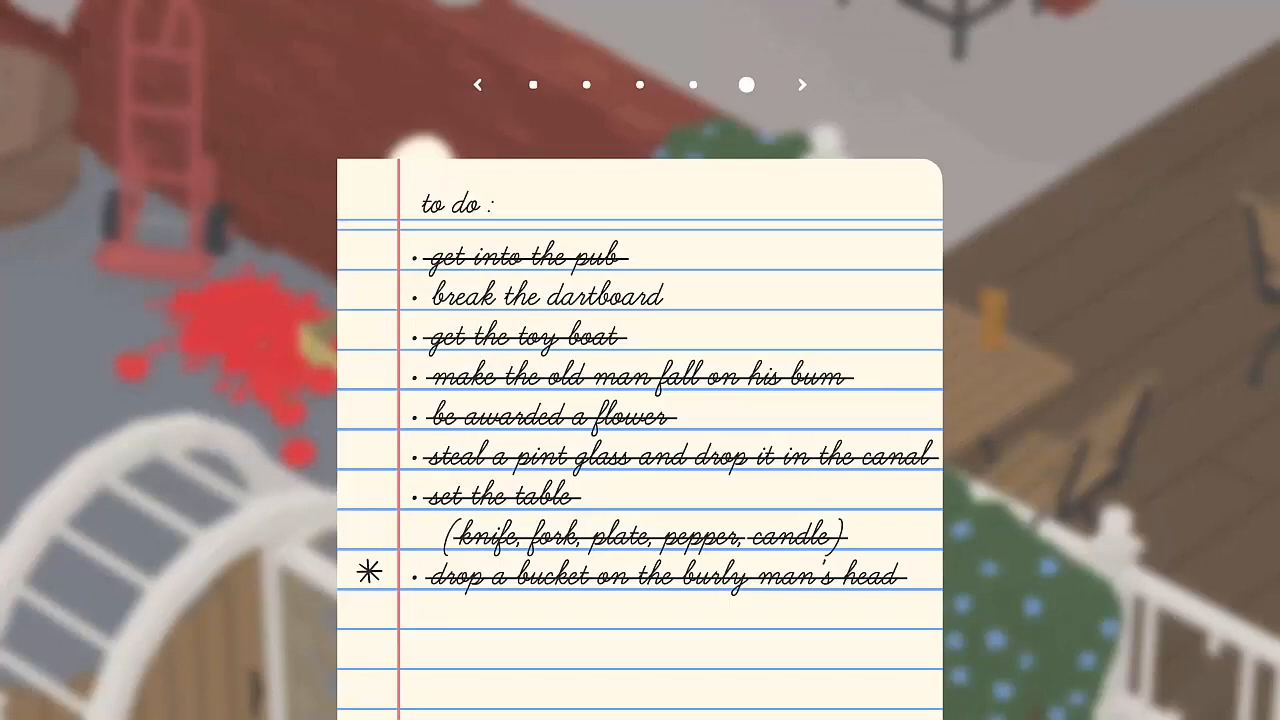 to do :
• get into the pub
• break the dartboard
• get the toy boat
• make the old man fall on his bum
• be awarded a flower
• steal a pint glass and drop it in the canal
• set the table
(knife, fork, plate, pepper, candle)
• drop a bucket on the burly man's head